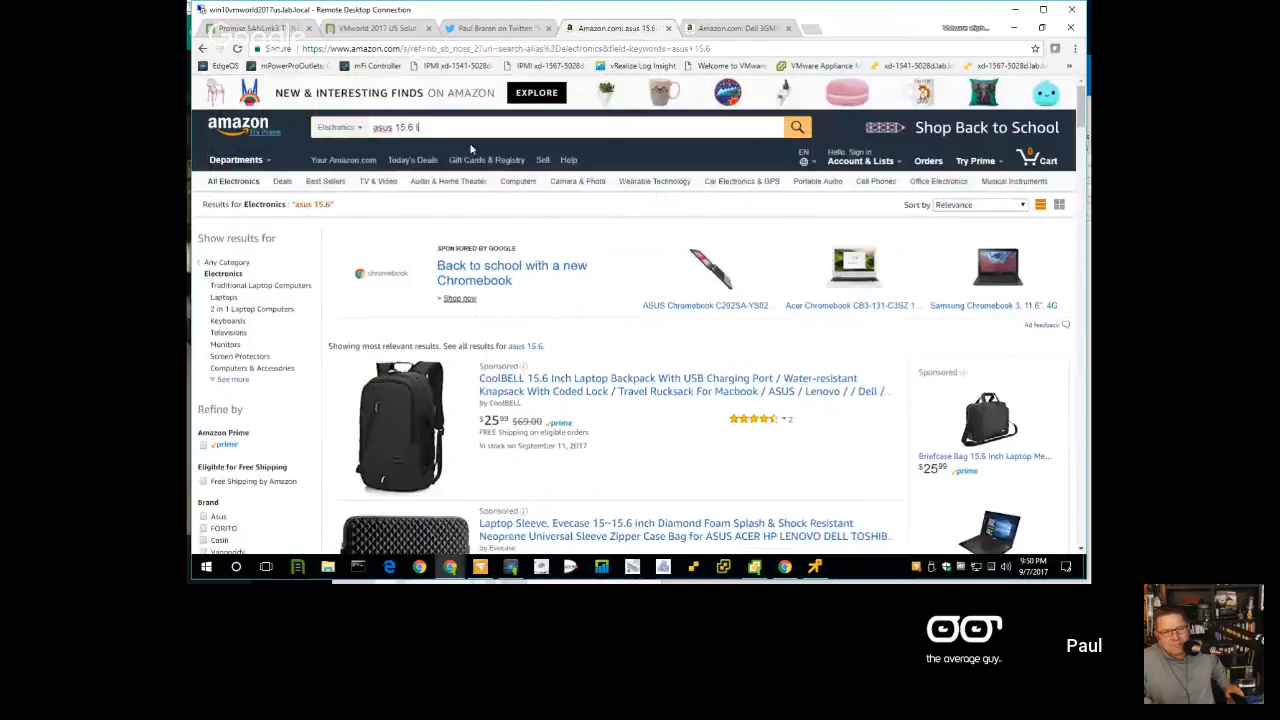 win10vmworld2017us.lab.local - Remote Desktop Connection
Promise SANLink3 T
VMworld 2017 US Solut
Paul Braren on Twitter: "
Amazon.com: asus 15.6
Amazon.com: Dell 3GM
Secure https://www.amazon.com/s/ref=nb_sb_noss_2?url=search-alias%3Delectronics&field-keywords=asus+15.6
EdgeOS
mPowerProOutlets:
mFi Controller
IPMI xd-1541-5028d.l
IPMI xd-1567-5028d.lab
vRealize Log Insight
Welcome to VMware
VMware Appliance M
xd-1541-5028d.lab.lo
xd-1567-5028d.lab.lo
»
NEW & INTERESTING FINDS ON AMAZON
EXPLORE
amazon
Try Prime
Electronics
asus 15.6 l
Shop Back to School
Departments
Your Amazon.com
Today's Deals
Gift Cards & Registry
Sell
Help
EN
Hello. Sign in
Account & Lists
Orders
Try Prime
0
Cart
All Electronics
Deals
Best Sellers
TV & Video
Audio & Home Theater
Computers
Camera & Photo
Wearable Technology
Car Electronics & GPS
Portable Audio
Cell Phones
Office Electronics
Musical Instruments
Results for Electronics : "asus 15.6"
Sort by Relevance
Show results for
Any Category
Electronics
Traditional Laptop Computers
Laptops
2 in 1 Laptop Computers
Keyboards
Televisions
Monitors
Screen Protectors
Computers & Accessories
See more
Refine by
Amazon Prime
prime
Eligible for Free Shipping
Free Shipping by Amazon
Brand
Asus
FORITO
chromebook
SPONSORED BY GOOGLE
Back to school with a new
Chromebook
> Shop now
ASUS Chromebook C202SA-YS02 ...
Acer Chromebook CB3-131-C3SZ 1...
Samsung Chromebook 3, 11.6", 4G...
Ad feedback
Showing most relevant results. See all results for asus 15.6.
Sponsored
CoolBELL 15.6 Inch Laptop Backpack With USB Charging Port / Water-resistant
Knapsack With Coded Lock / Travel Rucksack For Macbook / ASUS / Lenovo / / Dell / ...
by CoolBELL
$25 99 $69.00 prime
FREE Shipping on eligible orders
In stock on September 11, 2017
2
Sponsored
Laptop Sleeve, Evecase 15~15.6 inch Diamond Foam Splash & Shock Resistant
Neoprene Universal Sleeve Zipper Case Bag for ASUS ACER HP LENOVO DELL TOSHIB...
by Evecase
Sponsored
Briefcase Bag 15.6 Inch Laptop Me...
$25 99 prime
9:50 PM
9/7/2017
the average guy
Paul